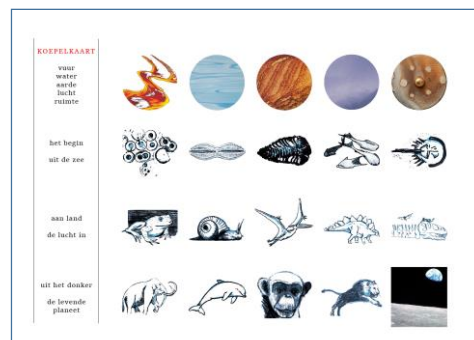 KOEPELKAART
vuur
water
aarde
lucht
ruimte
het begin
uit de zee
aan land
de lucht in
uit het donker
de levende
planeet